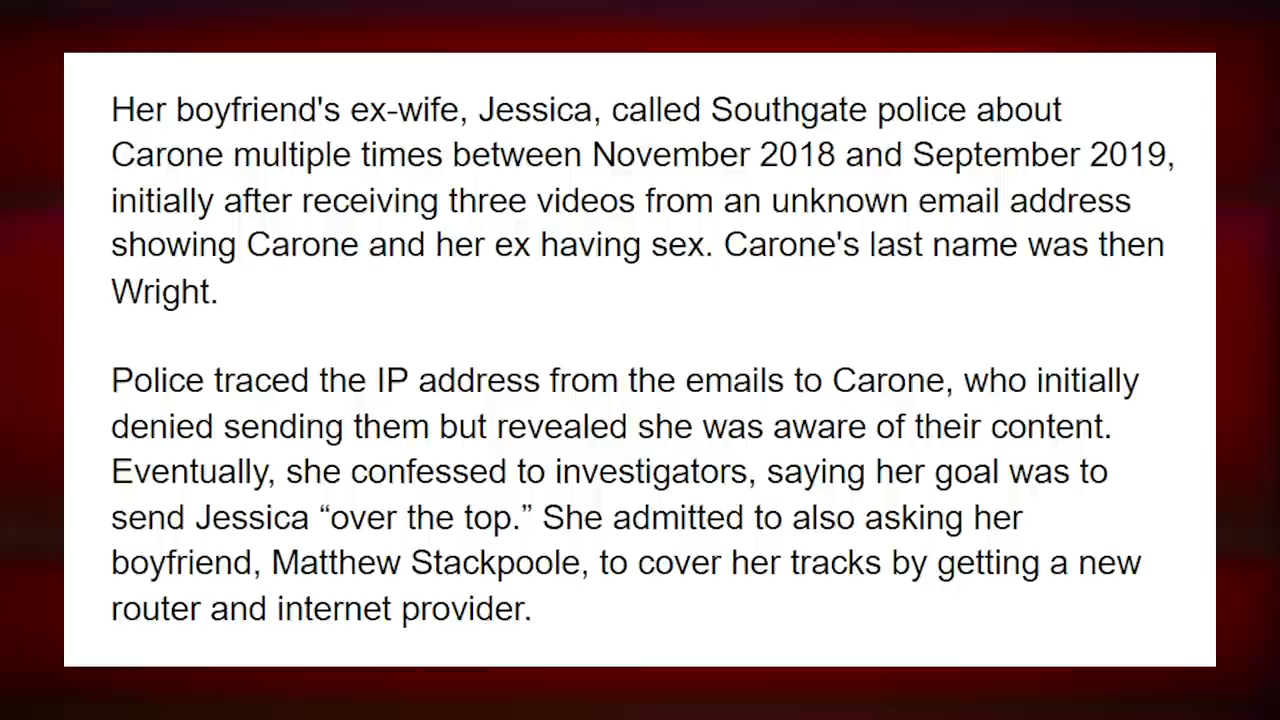 Her boyfriend's ex-wife, Jessica, called Southgate police about
Carone multiple times between November 2018 and September 2019,
initially after receiving three videos from an unknown email address
showing Carone and her ex having sex. Carone's last name was then
Wright.
Police traced the IP address from the emails to Carone, who initially
denied sending them but revealed she was aware of their content.
Eventually, she confessed to investigators, saying her goal was to
send Jessica “over the top.” She admitted to also asking her
boyfriend, Matthew Stackpoole, to cover her tracks by getting a new
router and internet provider.